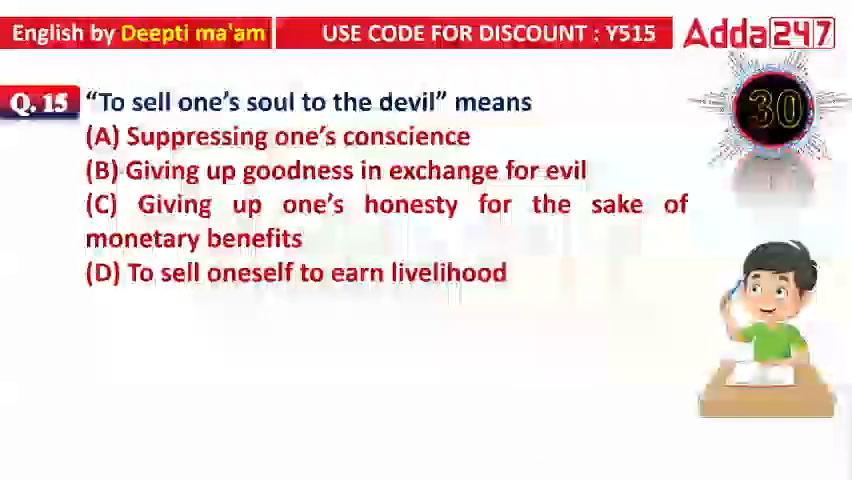 English by Deepti ma'am
USE CODE FOR DISCOUNT : Y515
Adda247
Q. 15 “To sell one’s soul to the devil” means
30
(A) Suppressing one’s conscience
(B) Giving up goodness in exchange for evil
(C) Giving up one’s honesty for the sake of
monetary benefits
(D) To sell oneself to earn livelihood